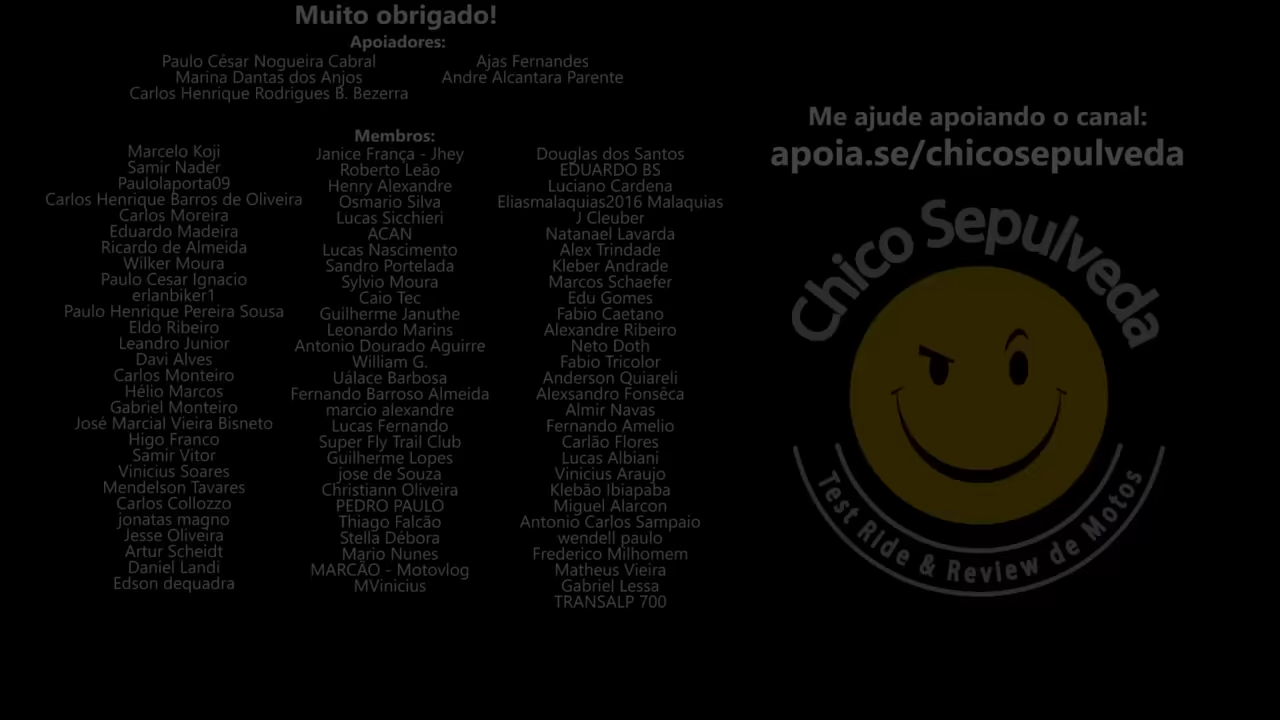 Muito obrigado!
Apoiadores:
Paulo César Nogueira Cabral
Marina Dantas dos Anjos
Carlos Henrique Rodrigues B. Bezerra
Ajas Fernandes
Andre Alcantara Parente
Membros:
Marcelo Koji
Samir Nader
Paulolaporta09
Carlos Henrique Barros de Oliveira
Carlos Moreira
Eduardo Madeira
Ricardo de Almeida
Wilker Moura
Paulo Cesar Ignacio
erlanbiker1
Paulo Henrique Pereira Sousa
Eldo Ribeiro
Leandro Junior
Davi Alves
Carlos Monteiro
Hélio Marcos
Gabriel Monteiro
José Marcial Vieira Bisneto
Higo Franco
Samir Vitor
Vinicius Soares
Mendelson Tavares
Carlos Collozzo
jonatas magno
Jesse Oliveira
Artur Scheidt
Daniel Landi
Edson dequadra
Janice França - Jhey
Roberto Leão
Henry Alexandre
Osmario Silva
Lucas Sicchieri
ACAN
Lucas Nascimento
Sandro Portelada
Sylvio Moura
Caio Tec
Guilherme Januthe
Leonardo Marins
Antonio Dourado Aguirre
William G.
Uálace Barbosa
Fernando Barroso Almeida
marcio alexandre
Lucas Fernando
Super Fly Trail Club
Guilherme Lopes
jose de Souza
Christiann Oliveira
PEDRO PAULO
Thiago Falcão
Stella Débora
Mario Nunes
MARCÃO - Motovlog
MVinicius
Douglas dos Santos
EDUARDO BS
Luciano Cardena
Eliasmalaquias2016 Malaquias
J Cleuber
Natanael Lavarda
Alex Trindade
Kleber Andrade
Marcos Schaefer
Edu Gomes
Fabio Caetano
Alexandre Ribeiro
Neto Doth
Fabio Tricolor
Anderson Quiareli
Alexsandro Fonsêca
Almir Navas
Fernando Amelio
Carlão Flores
Lucas Albiani
Vinicius Araujo
Klebão Ibiapaba
Miguel Alarcon
Antonio Carlos Sampaio
wendell paulo
Frederico Milhomem
Matheus Vieira
Gabriel Lessa
TRANSALP 700
Me ajude apoiando o canal:
apoia.se/chicosepulveda
Chico Sepulveda
Test Ride & Review de Motos